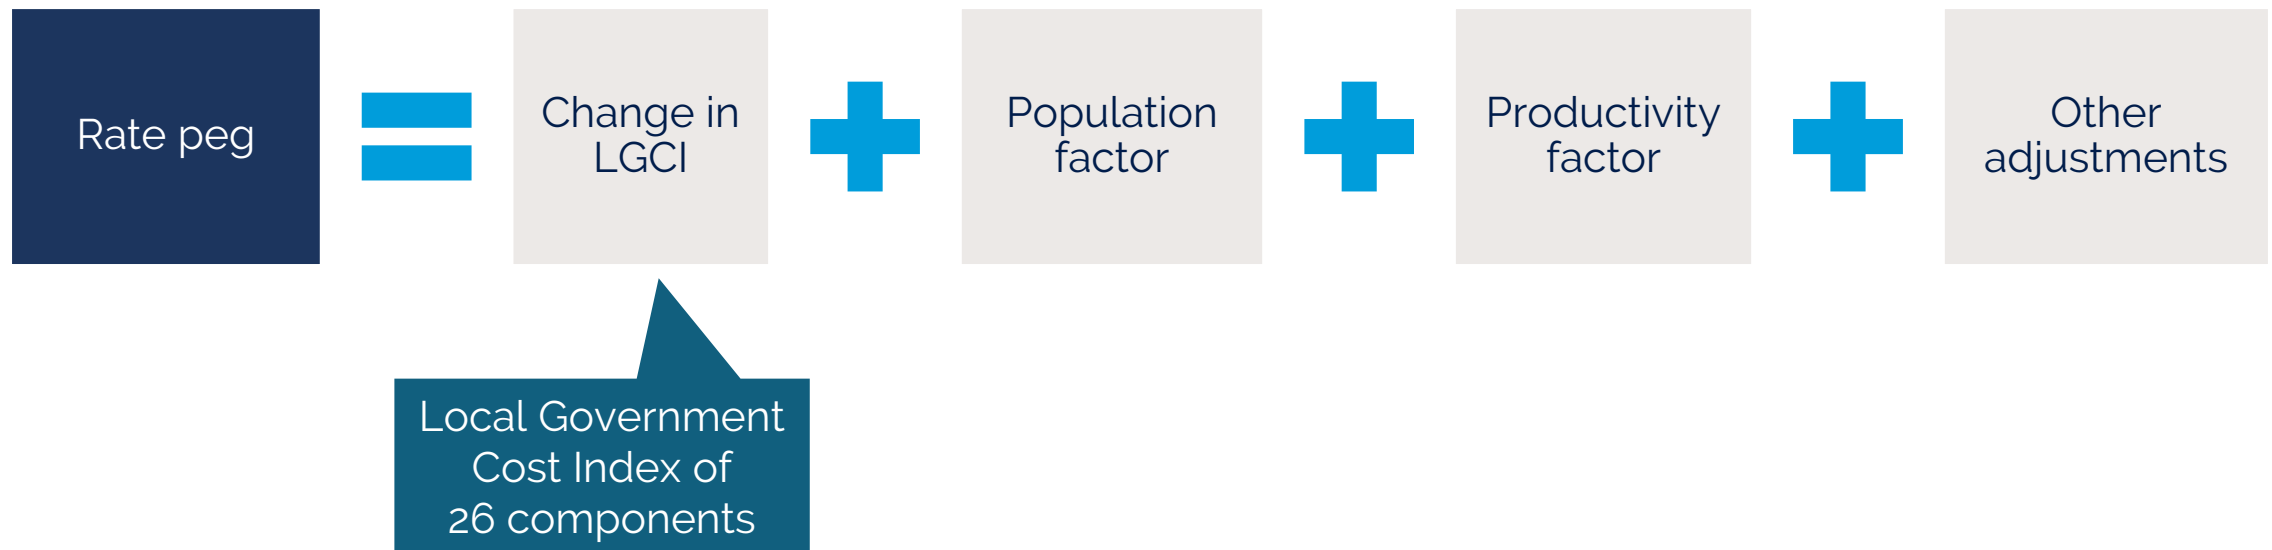 Rate peg
Change in
LGCI
Population
factor
Productivity
factor
Other
adjustments
Local Government
Cost Index of
26 components